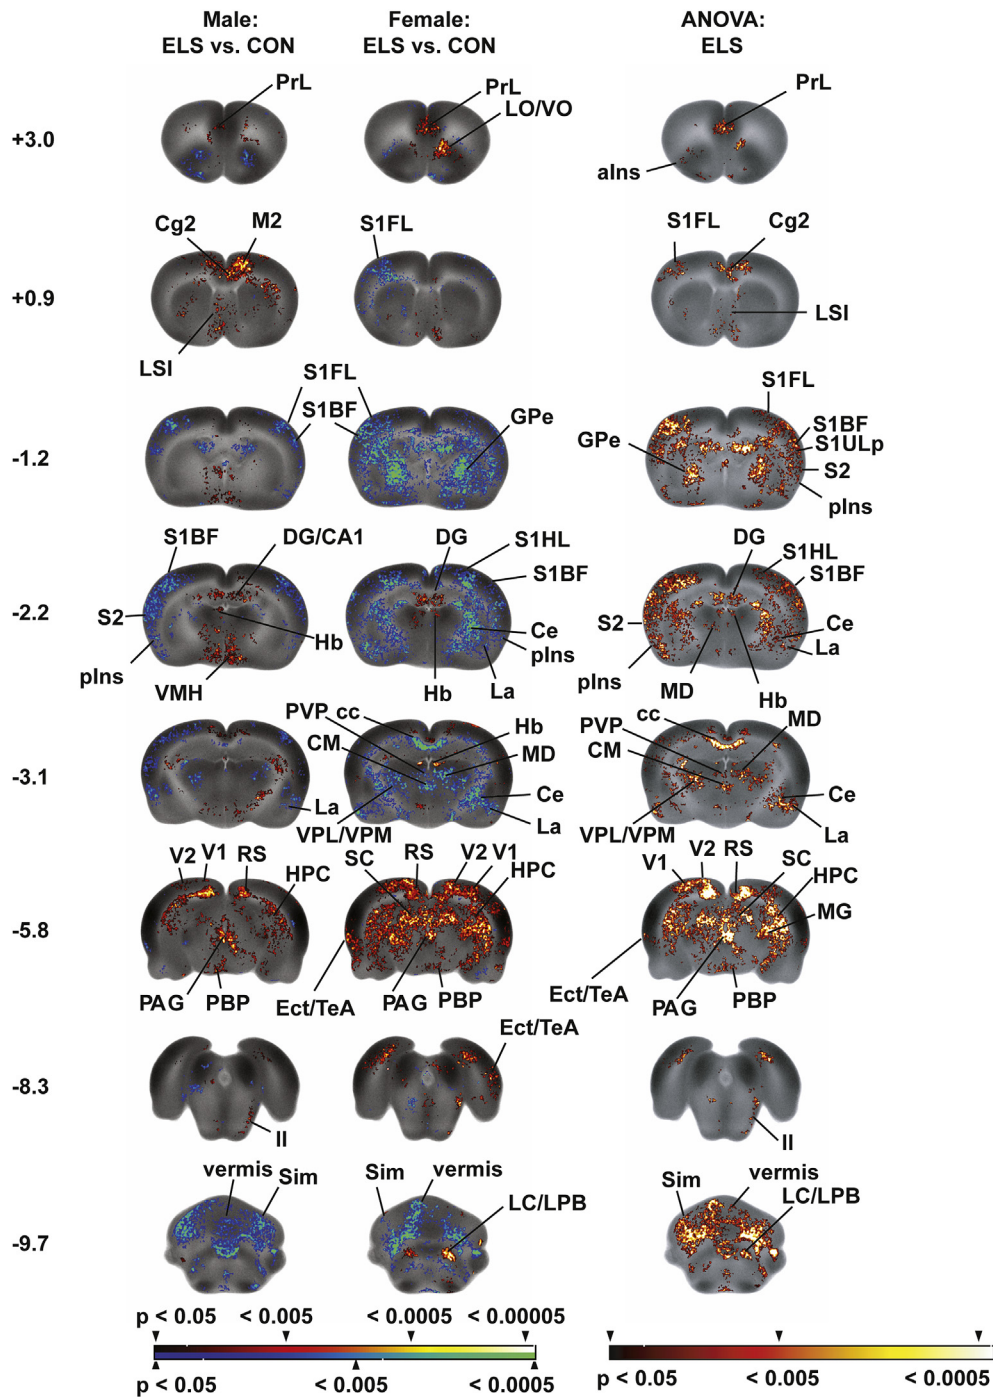 Male: Female: ANOVA:
ELS vs. CON ELS vs. CON ELS
+3.0
PrL
PrL
LO/VO
PrL
aIns
+0.9
Cg2 M2
LSI
S1FL
S1FL Cg2
LSI
-1.2
S1FL
S1BF
GPe
S1FL
S1BF
S1ULp
GPe
S2
pIns
-2.2
S1BF DG/CA1
S2
pIns
VMH
Hb
DG S1HL
S1BF
Ce
pIns
Hb La
DG
S1HL
S1BF
S2
Ce
La
pIns
MD Hb
-3.1
La
PVP cc Hb
CM MD
Ce
VPL/VPM La
cc
PVP MD
CM
Ce
VPL/VPM La
-5.8
V2 V1 RS
HPC
PAG PBP
SC RS V2 V1
HPC
Ect/TeA PAG PBP
V1 V2 RS SC
HPC
MG
Ect/TeA
PAG PBP
-8.3
II
Ect/TeA
II
-9.7
vermis
Sim
Sim vermis
LC/LPB
Sim vermis
LC/LPB
p < 0.05 < 0.005 < 0.0005 < 0.00005
p < 0.05 < 0.005 < 0.0005
p < 0.05 < 0.005 < 0.0005